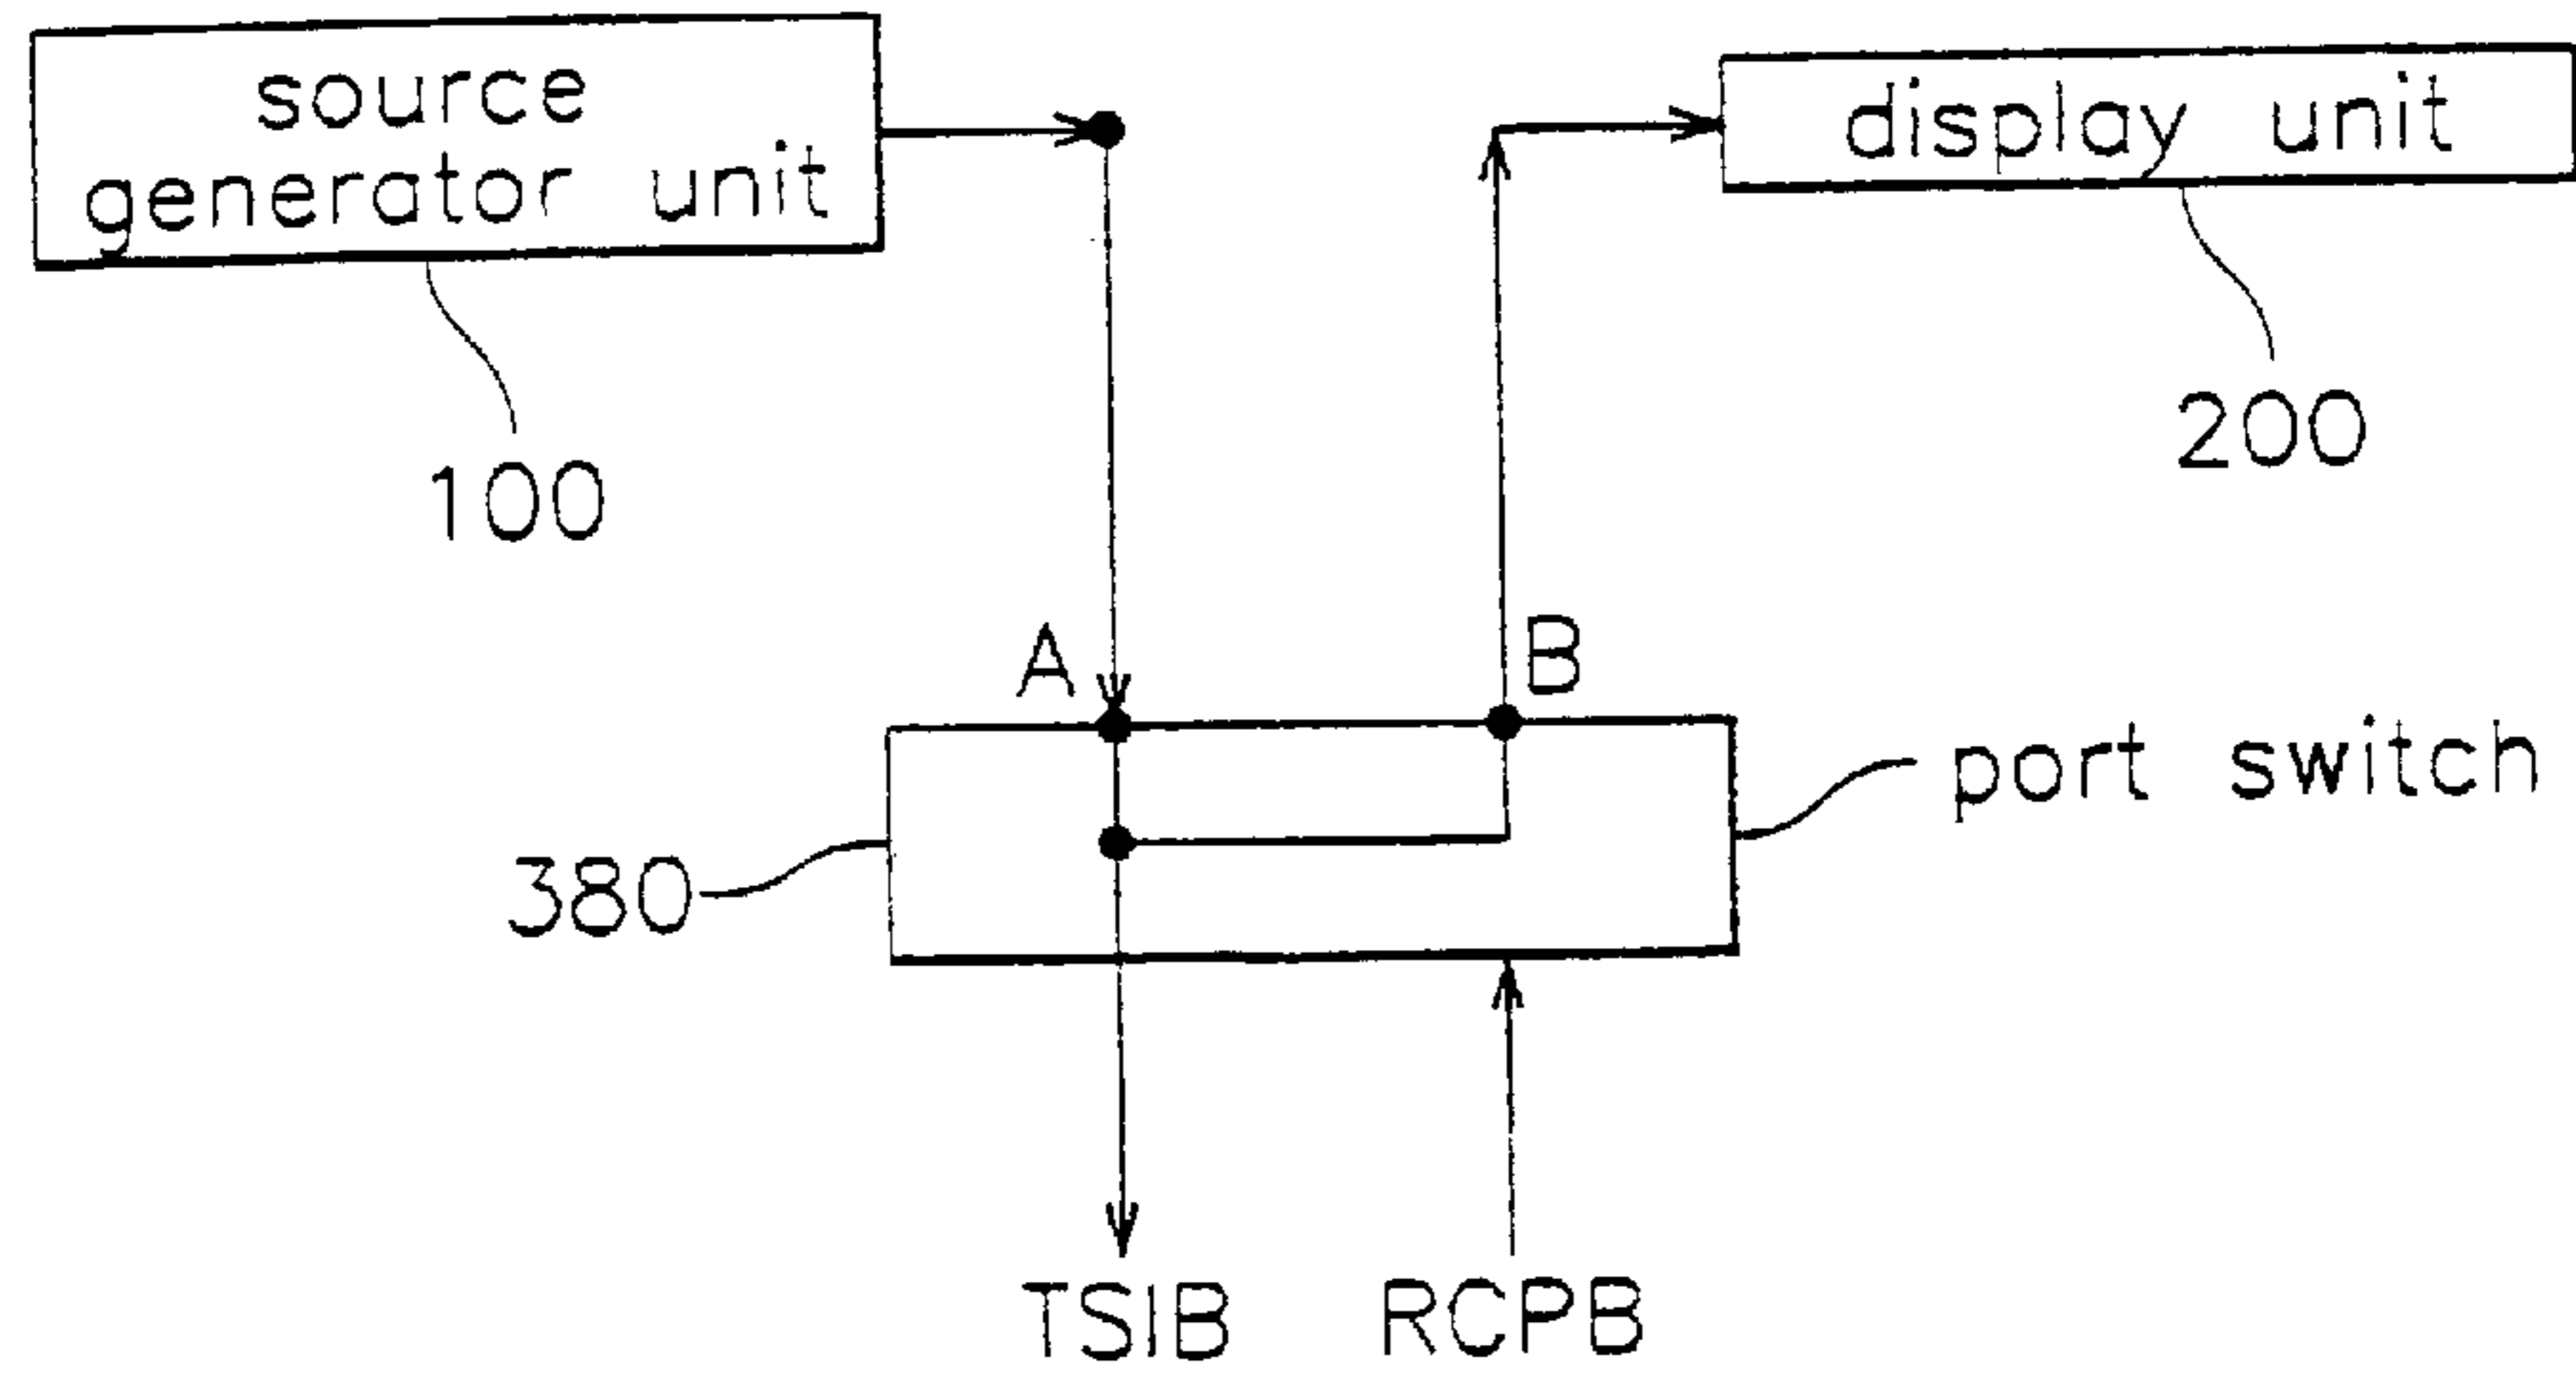 source
generator unit
display unit
100
200
A
B
port switch
380
TSIB
RCPB